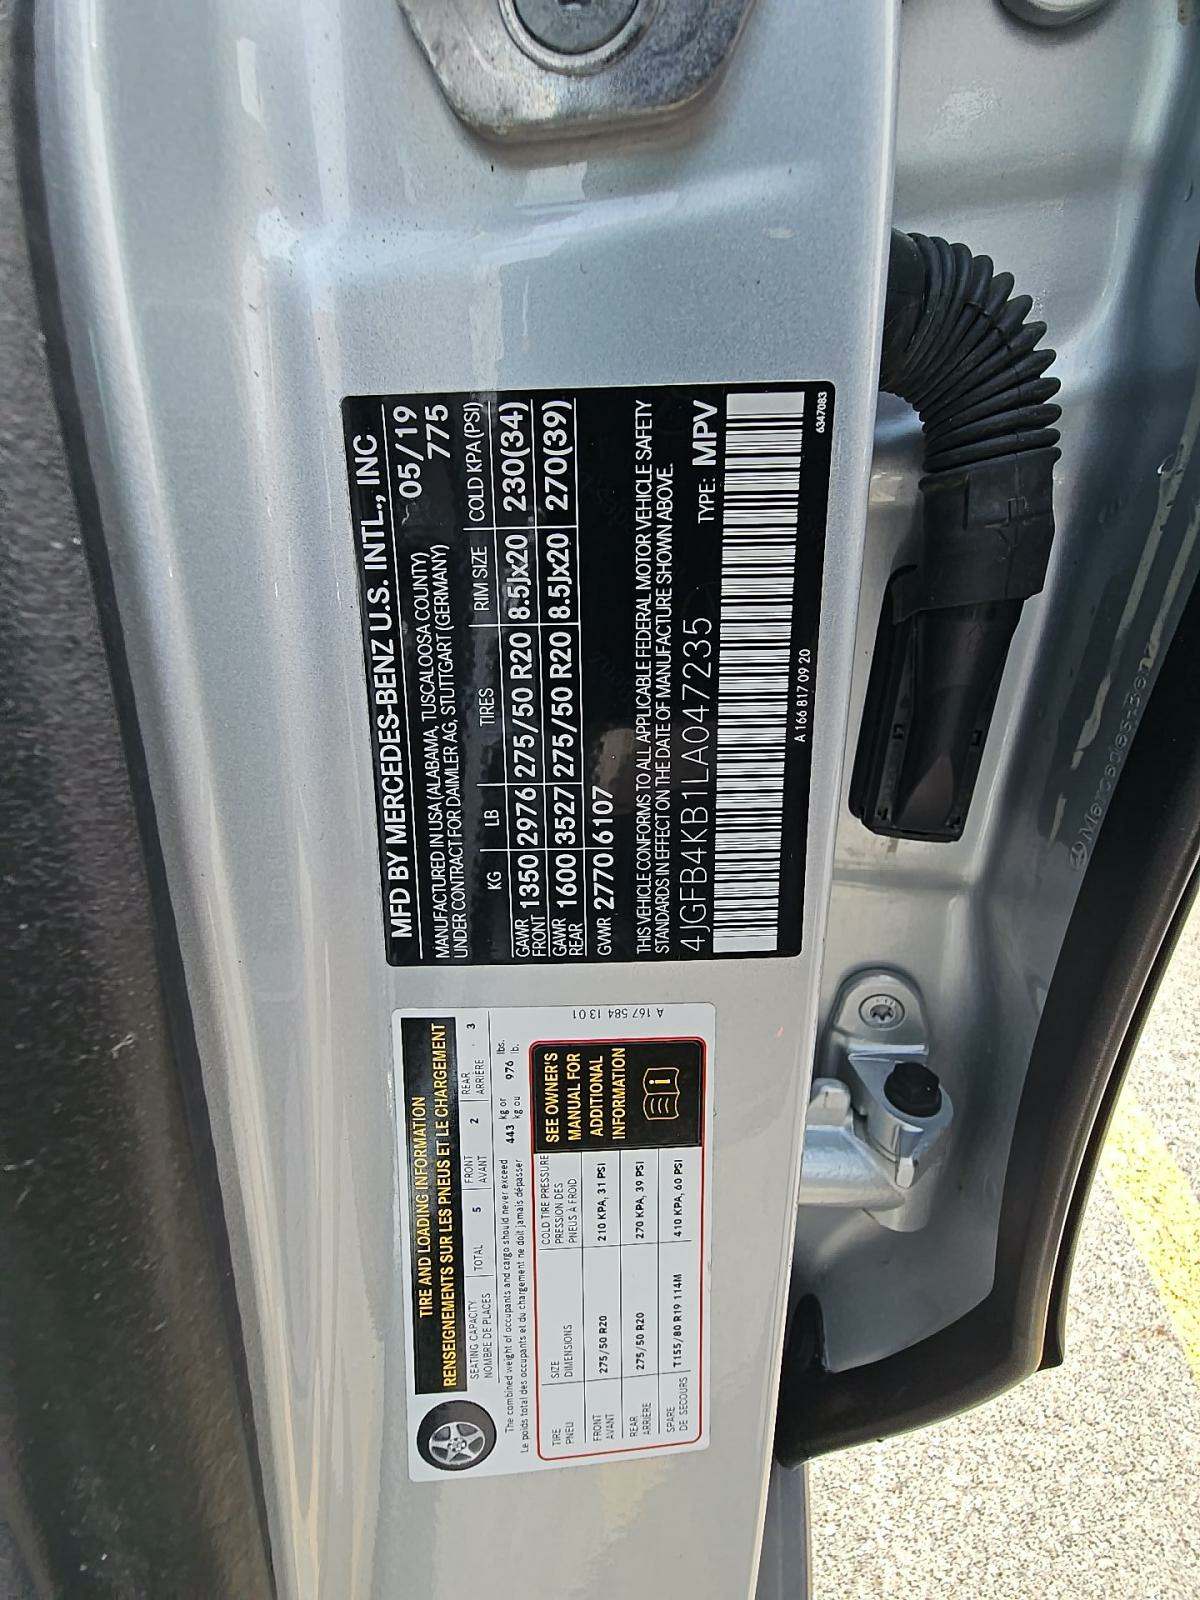 MFD BY MERCEDES-BENZ U.S. INTL., INC
MANUFACTURED IN USA (ALABAMA, TUSCALOOSA COUNTY) 05/19
UNDER CONTRACT FOR DAIMLER AG, STUTTGART (GERMANY) 775
KG LB TIRES RIM SIZE COLD KPA (PSI)
GAWR FRONT 1350 2976 275/50 R20 8.5Jx20 230(34)
GAWR REAR 1600 3527 275/50 R20 8.5Jx20 270(39)
GVWR 2770 6107
THIS VEHICLE CONFORMS TO ALL APPLICABLE FEDERAL MOTOR VEHICLE SAFETY
STANDARDS IN EFFECT ON THE DATE OF MANUFACTURE SHOWN ABOVE.
4JGFB4KB1LA047235 TYPE: MPV
A 166 817 09 20 6347083
TIRE AND LOADING INFORMATION
RENSEIGNEMENTS SUR LES PNEUS ET LE CHARGEMENT
SEATING CAPACITY
NOMBRE DE PLACES
TOTAL 5
FRONT
AVANT
2
REAR
ARRIÈRE
3
The combined weight of occupants and cargo should never exceed 443 kg or 976 lbs.
Le poids total des occupants et du chargement ne doit jamais dépasser kg ou lb.
TIRE
PNEU
SIZE
DIMENSIONS
COLD TIRE PRESSURE
PRESSION DES
PNEUS À FROID
FRONT
AVANT
275/50 R20
210 KPA, 31 PSI
REAR
ARRIÈRE
275/50 R20
270 KPA, 39 PSI
SPARE
DE SECOURS
T155/80 R19 114M
410 KPA, 60 PSI
SEE OWNER'S
MANUAL FOR
ADDITIONAL
INFORMATION
A 167 584 13 01
Mercedes-Benz